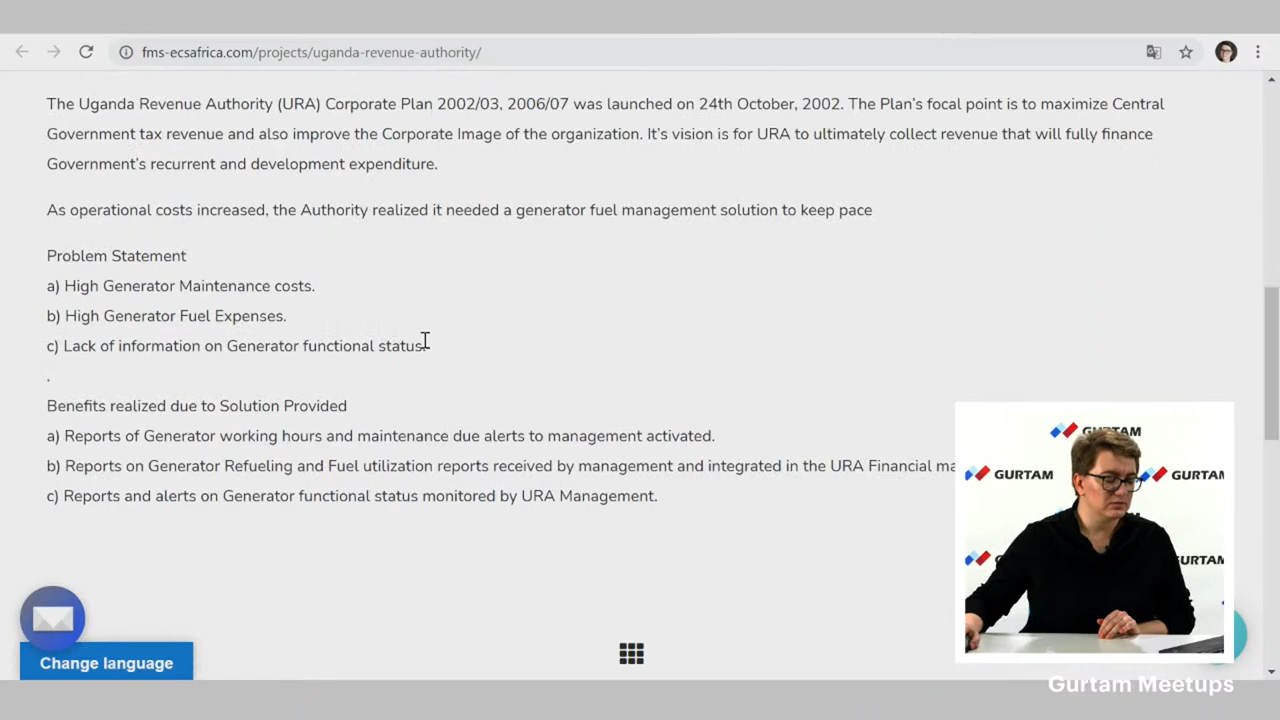 fms-ecsafrica.com/projects/uganda-revenue-authority/
The Uganda Revenue Authority (URA) Corporate Plan 2002/03, 2006/07 was launched on 24th October, 2002. The Plan's focal point is to maximize Central
Government tax revenue and also improve the Corporate Image of the organization. It's vision is for URA to ultimately collect revenue that will fully finance
Government's recurrent and development expenditure.
As operational costs increased, the Authority realized it needed a generator fuel management solution to keep pace
Problem Statement
a) High Generator Maintenance costs.
b) High Generator Fuel Expenses.
c) Lack of information on Generator functional status.
.
Benefits realized due to Solution Provided
a) Reports of Generator working hours and maintenance due alerts to management activated.
b) Reports on Generator Refueling and Fuel utilization reports received by management and integrated in the URA Financial
c) Reports and alerts on Generator functional status monitored by URA Management.
GURTAM
GURTAM
GURTAM
GURTAM
Change language
Gurtam Meetups